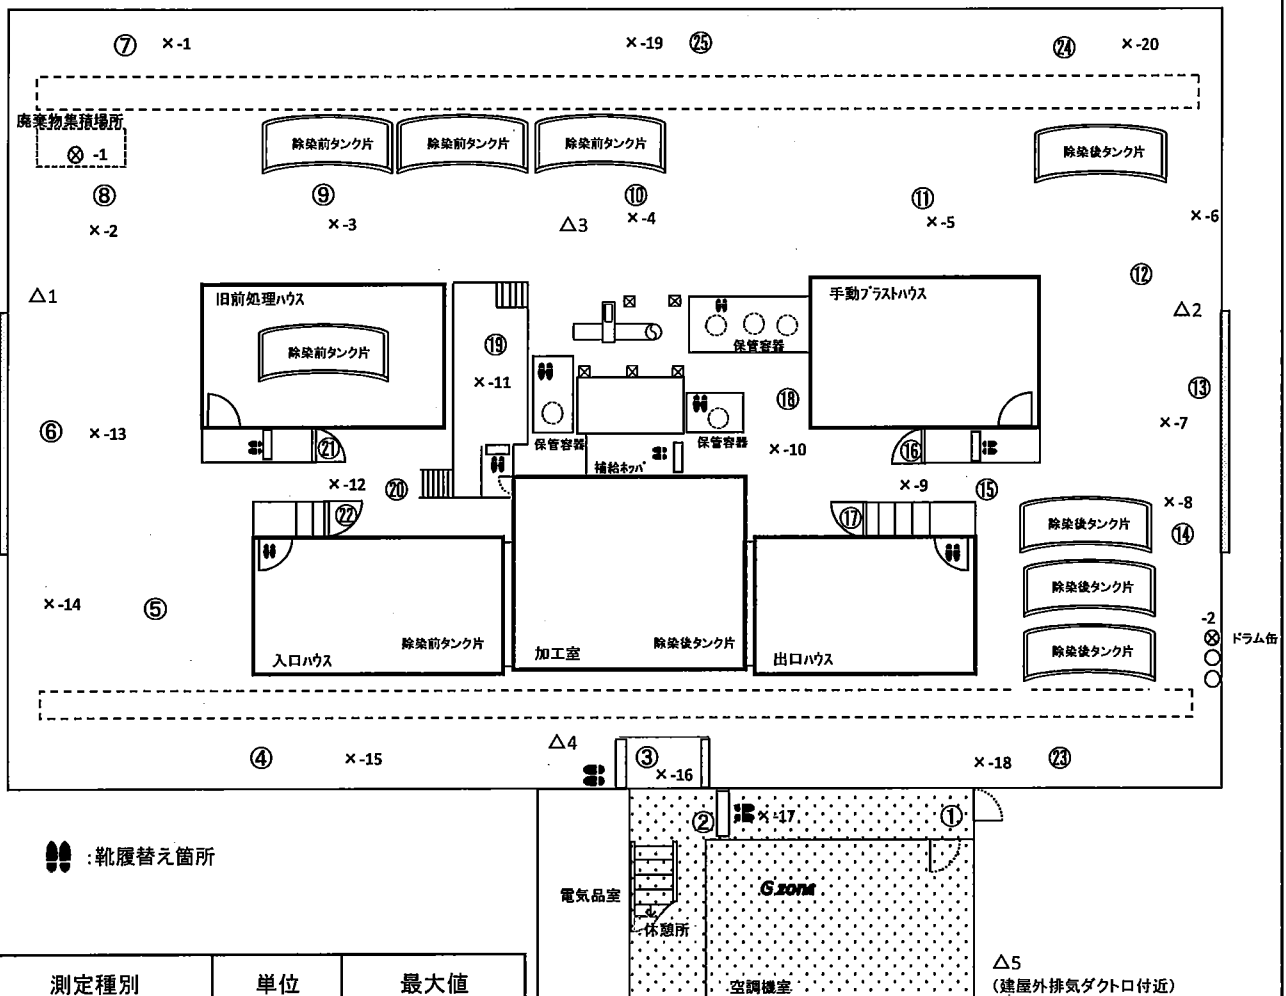 ⑦ ×-1 ×-19 ㉕ ㉔ ×-20
廃棄物集積場所
⊗ -1
除染前タンク片 除染前タンク片 除染前タンク片 除染後タンク片
⑧ ⑨ ⑩ ⑪
×-2 ×-3 △3 ×-4 ×-5 ×-6
⑫
△1 旧前処理ハウス 手動ブラストハウス △2
保管容器
除染前タンク片 ⑲
×-11 ⑬
⑱
⑥ ×-13 ×-7
㉑ 保管容器 保管容器 ×-10 ⑯
補給ホッパ
×-12 ⑳ ×-9 ⑮ ×-8
㉒ ⑰ 除染後タンク片 ⑭
除染後タンク片
×-14 ⑤ -2
除染前タンク片 除染後タンク片 除染後タンク片 ドラム缶
入口ハウス 加工室 出口ハウス
△4
④ ×-15 ③ ×-16 ×-18 ㉓
② ×-17 ①
:靴履替え箇所
電気品室 G zone
休憩所
測定種別 単位 最大値
空調機室
△5
(建屋外排気ダクト口付近)